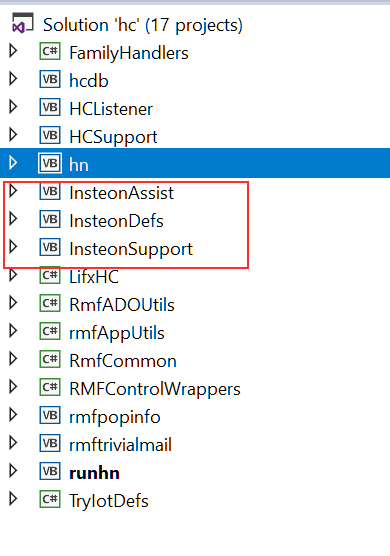 Solution 'hc' (17 projects)
C# FamilyHandlers
VB hcdb
VB HCListener
VB HCSupport
VB hn
VB InsteonAssist
VB InsteonDefs
VB InsteonSupport
C# LifxHC
C# RmfADOUtils
C# rmfAppUtils
C# RmfCommon
C# RMFControlWrappers
VB rmfpopinfo
VB rmftrivialmail
VB runhn
C# TryIotDefs